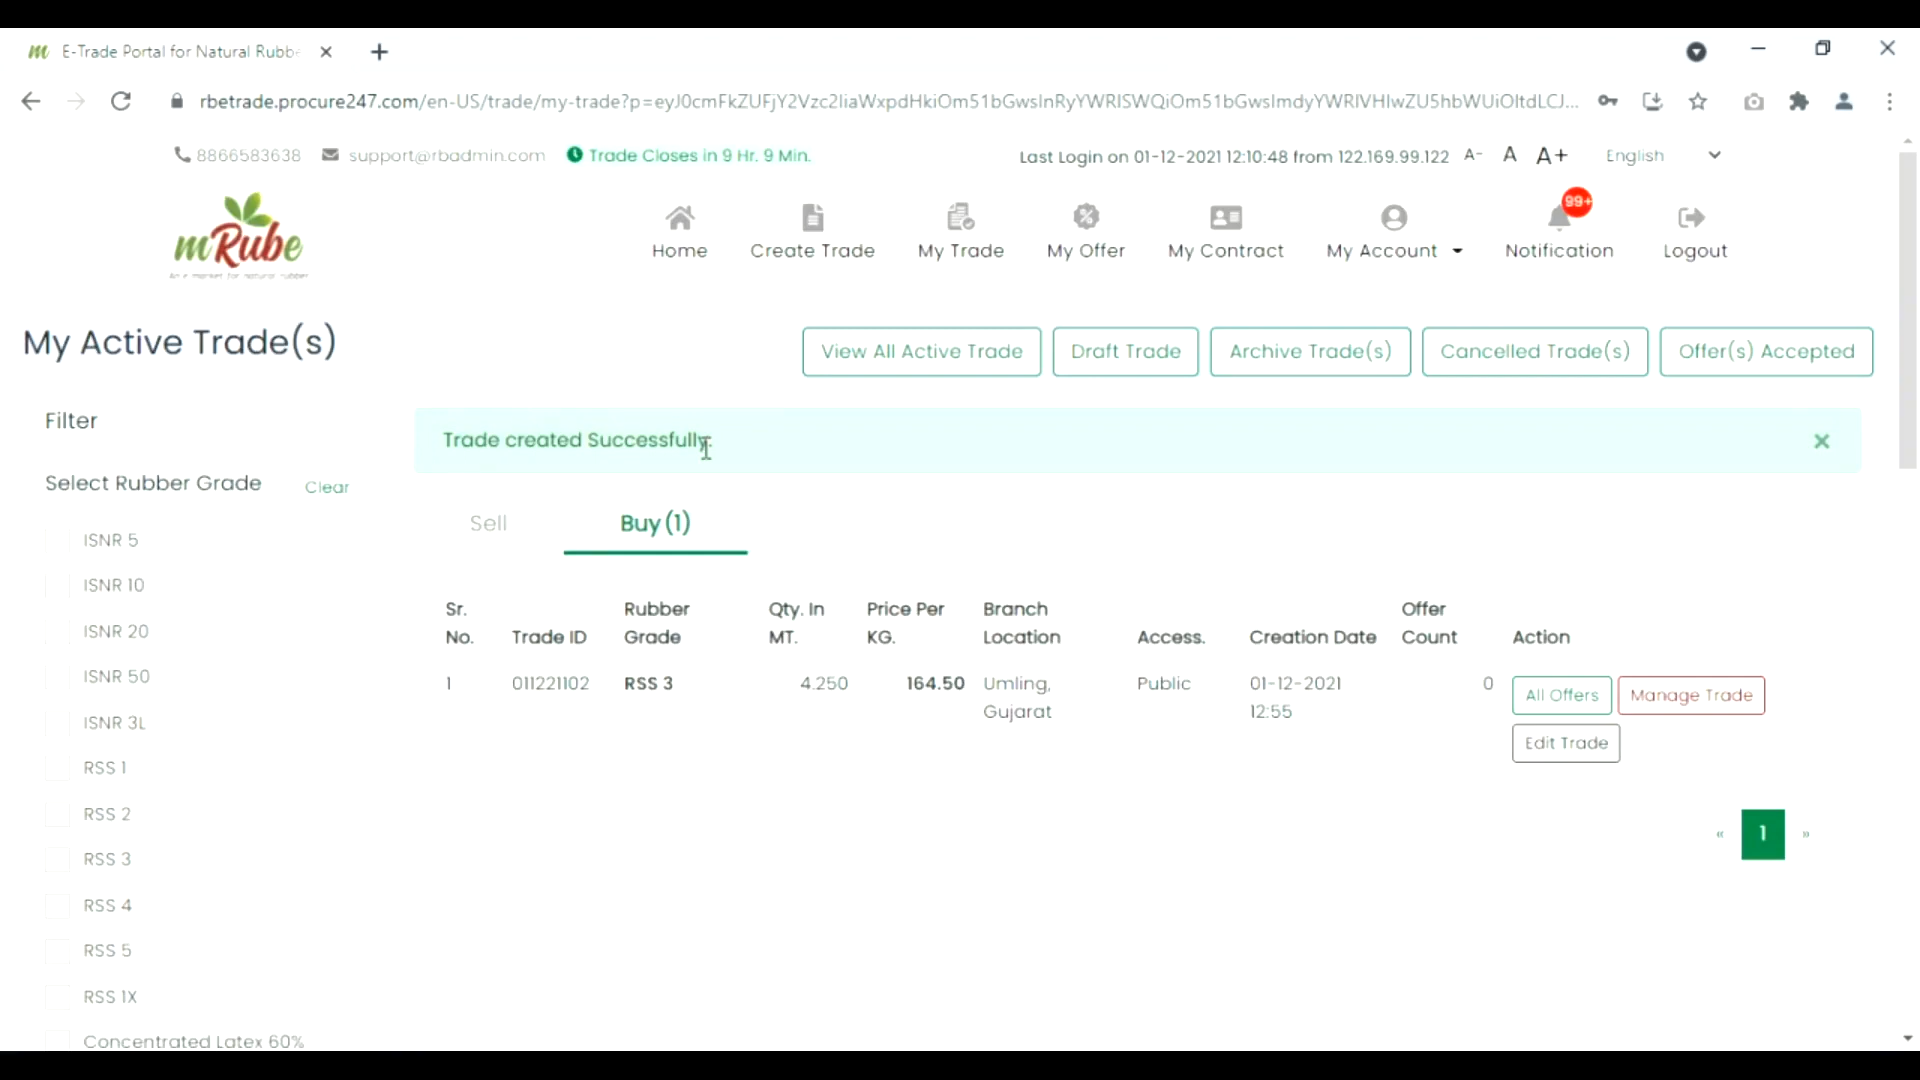 E-Trade Portal for Natural Rubb
rbetrade.procure247.com/en-US/trade/my-trade?p=eyJ0cmFkZUFjY2Vzc2liaWxpdHkiOm51bGwsInRyYWRlSWQiOm51bGwsImdyYWRlVHlwZU5hbWUiOltdLCJ...
8866583638 support@rbadmin.com Trade Closes in 9 Hr. 9 Min. Last Login on 01-12-2021 12:10:48 from 122.169.99.122 A- A A+ English
99+
mRube
An e market for natural rubber
Home Create Trade My Trade My Offer My Contract My Account Notification Logout
My Active Trade(s) View All Active Trade Draft Trade Archive Trade(s) Cancelled Trade(s) Offer(s) Accepted
Filter
Trade created Successfully.
Select Rubber Grade Clear
Sell Buy (1)
ISNR 5
ISNR 10
ISNR 20
ISNR 50
ISNR 3L
RSS 1
RSS 2
RSS 3
RSS 4
RSS 5
RSS 1X
Concentrated Latex 60%
Sr. Rubber Qty. In Price Per Branch Offer
No. Trade ID Grade MT. KG. Location Access. Creation Date Count Action
1 011221102 RSS 3 4.250 164.50 Umling, Public 01-12-2021 0 All Offers Manage Trade
Gujarat 12:55
Edit Trade
« 1 »